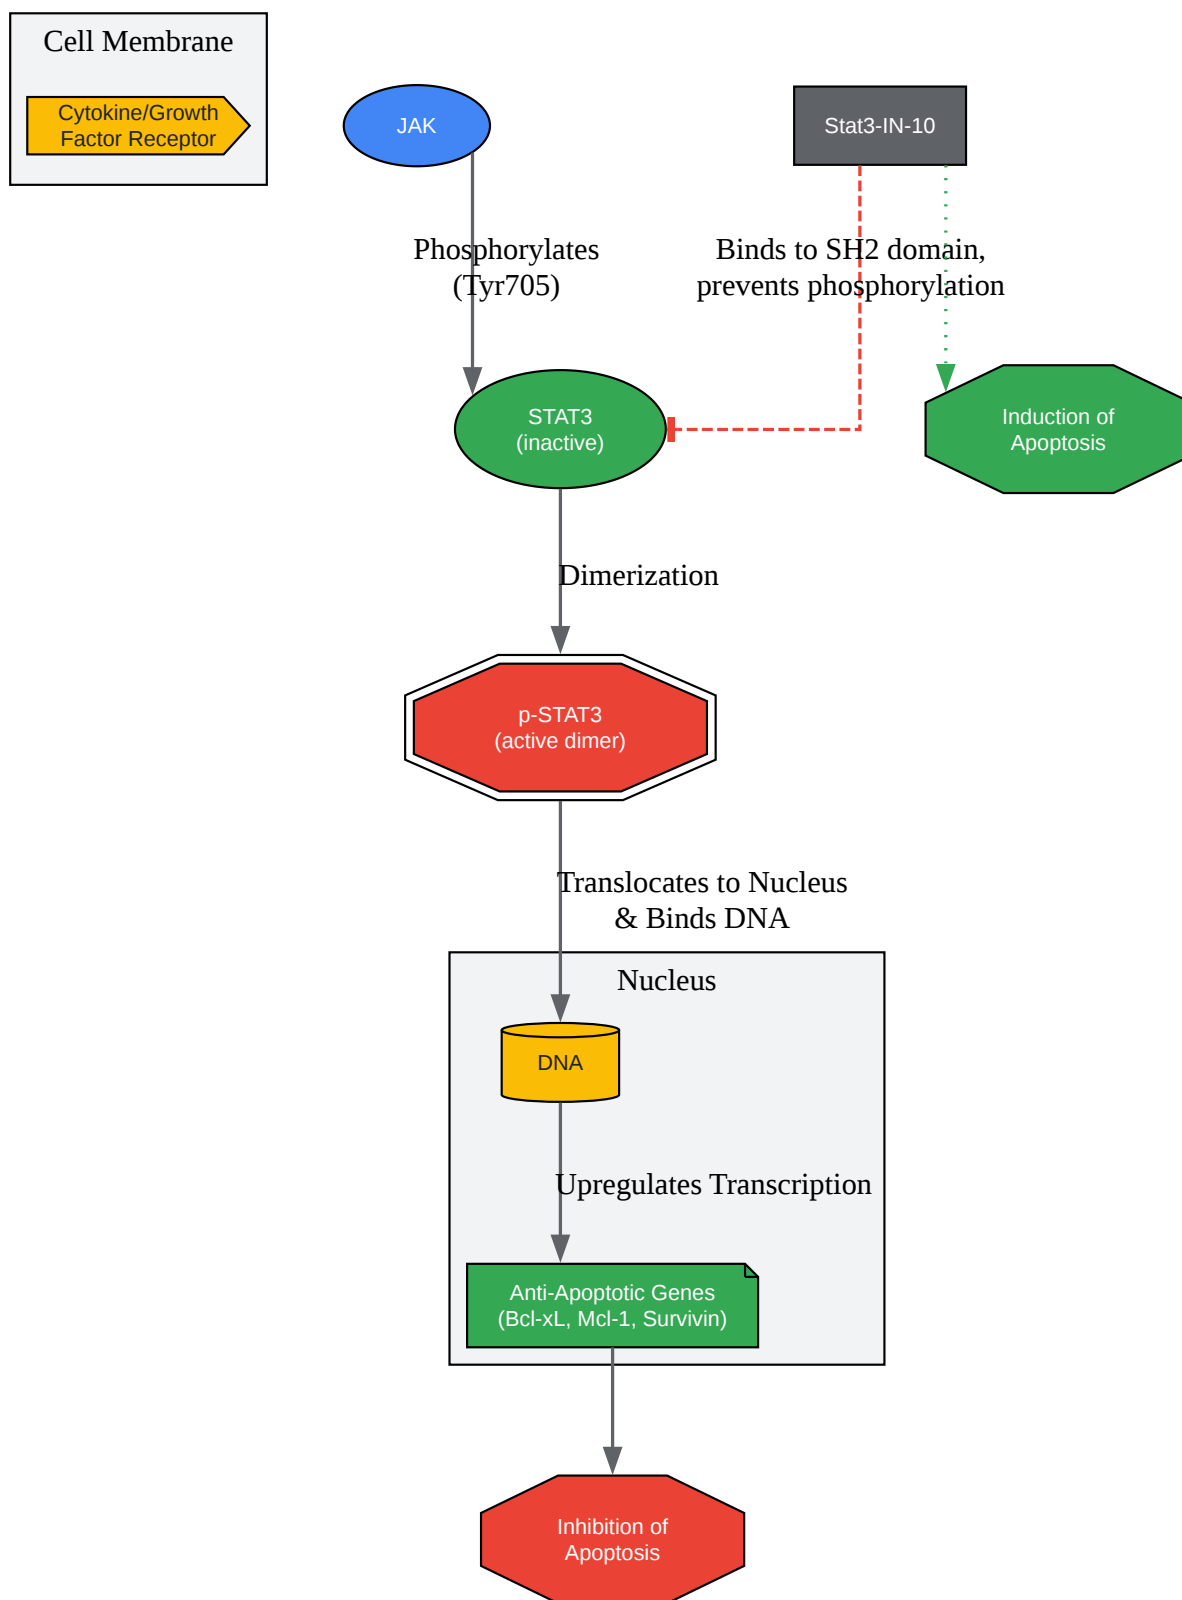 Cell Membrane
Cytokine/Growth
Factor Receptor
JAK
Stat3-IN-10
Phosphorylates
(Tyr705)
Binds to SH2 domain,
prevents phosphorylation
STAT3
(inactive)
Induction of
Apoptosis
Dimerization
p-STAT3
(active dimer)
Translocates to Nucleus
& Binds DNA
Nucleus
DNA
Upregulates Transcription
Anti-Apoptotic Genes
(Bcl-xL, Mcl-1, Survivin)
Inhibition of
Apoptosis